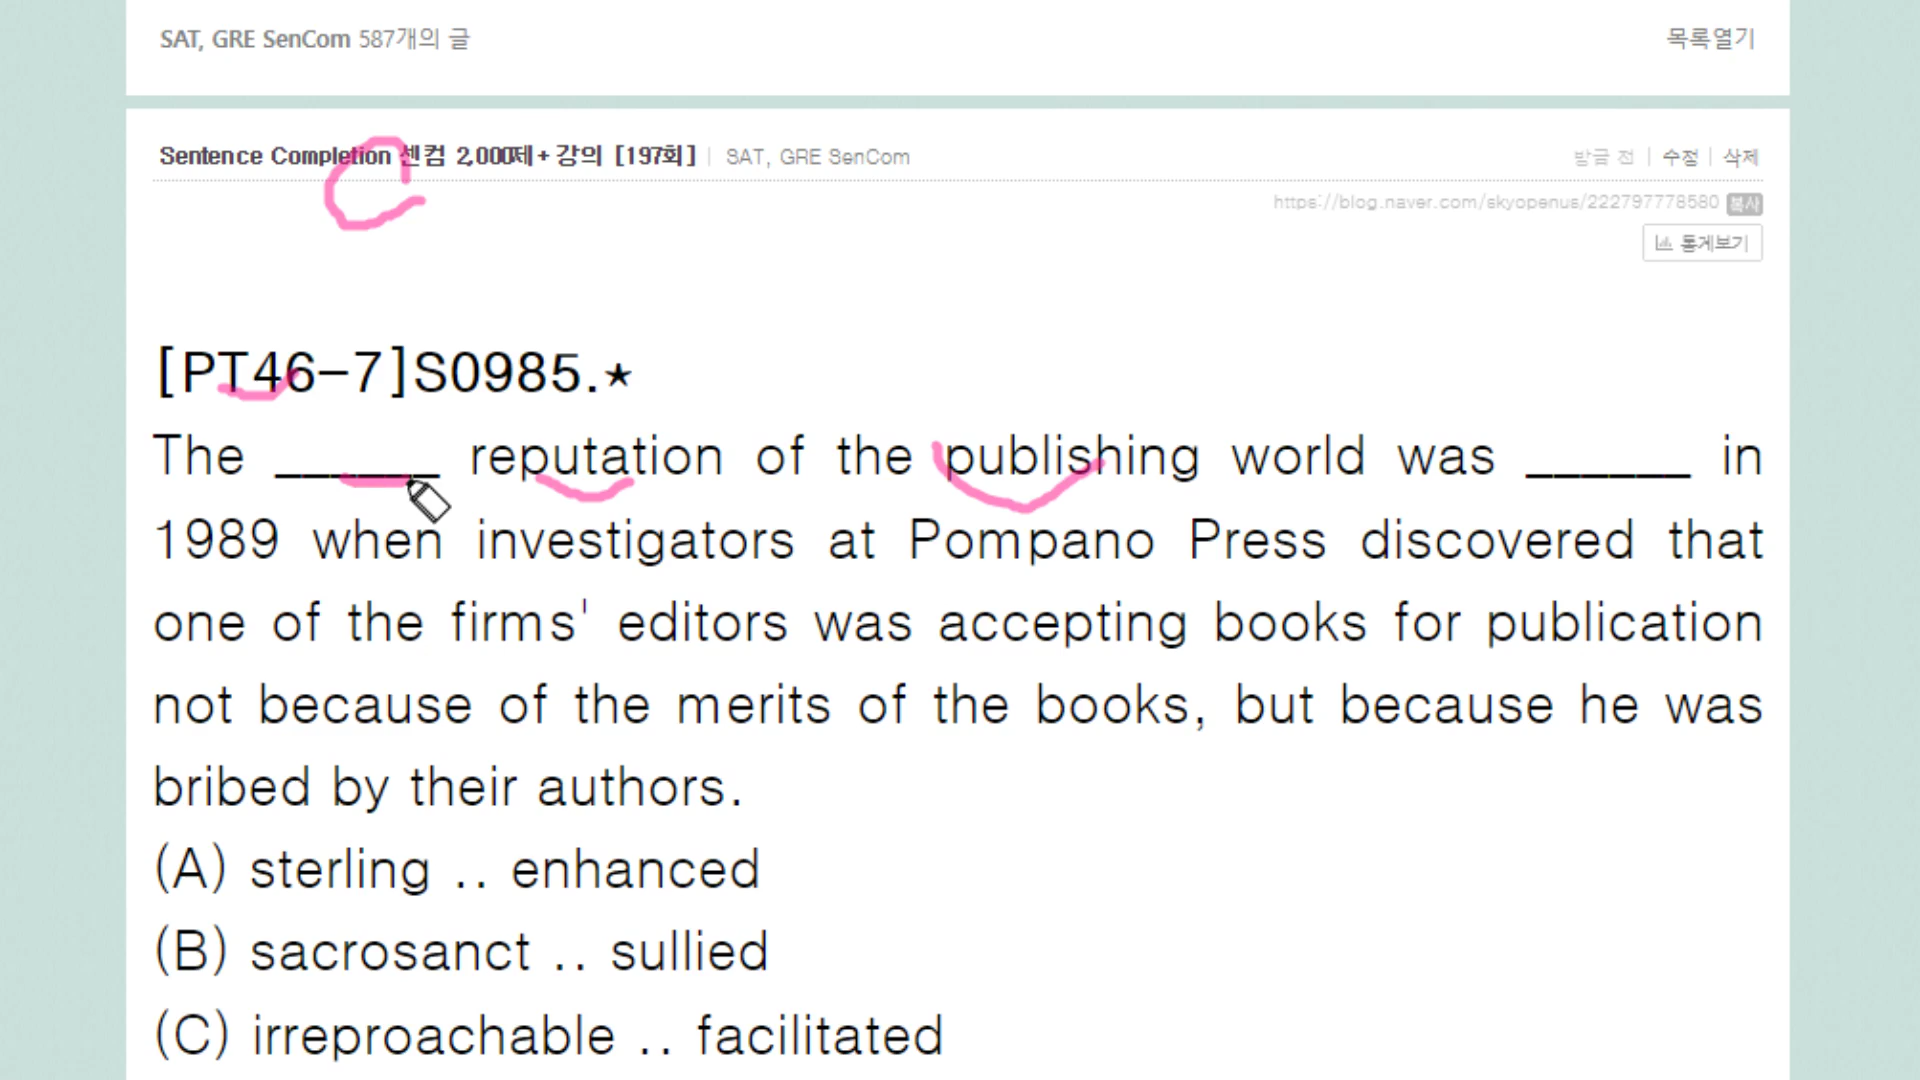 SAT, GRE SenCom 587개의 글
목록열기
Sentence Completion 센컴 2,000제 + 강의 [197회] | SAT, GRE SenCom
방금 전 | 수정 | 삭제
https://blog.naver.com/skyopenus/222797778580 복사
통계보기
[PT46-7]S0985.★
The ______ reputation of the publishing world was ______ in
1989 when investigators at Pompano Press discovered that
one of the firms' editors was accepting books for publication
not because of the merits of the books, but because he was
bribed by their authors.
(A) sterling .. enhanced
(B) sacrosanct .. sullied
(C) irreproachable .. facilitated